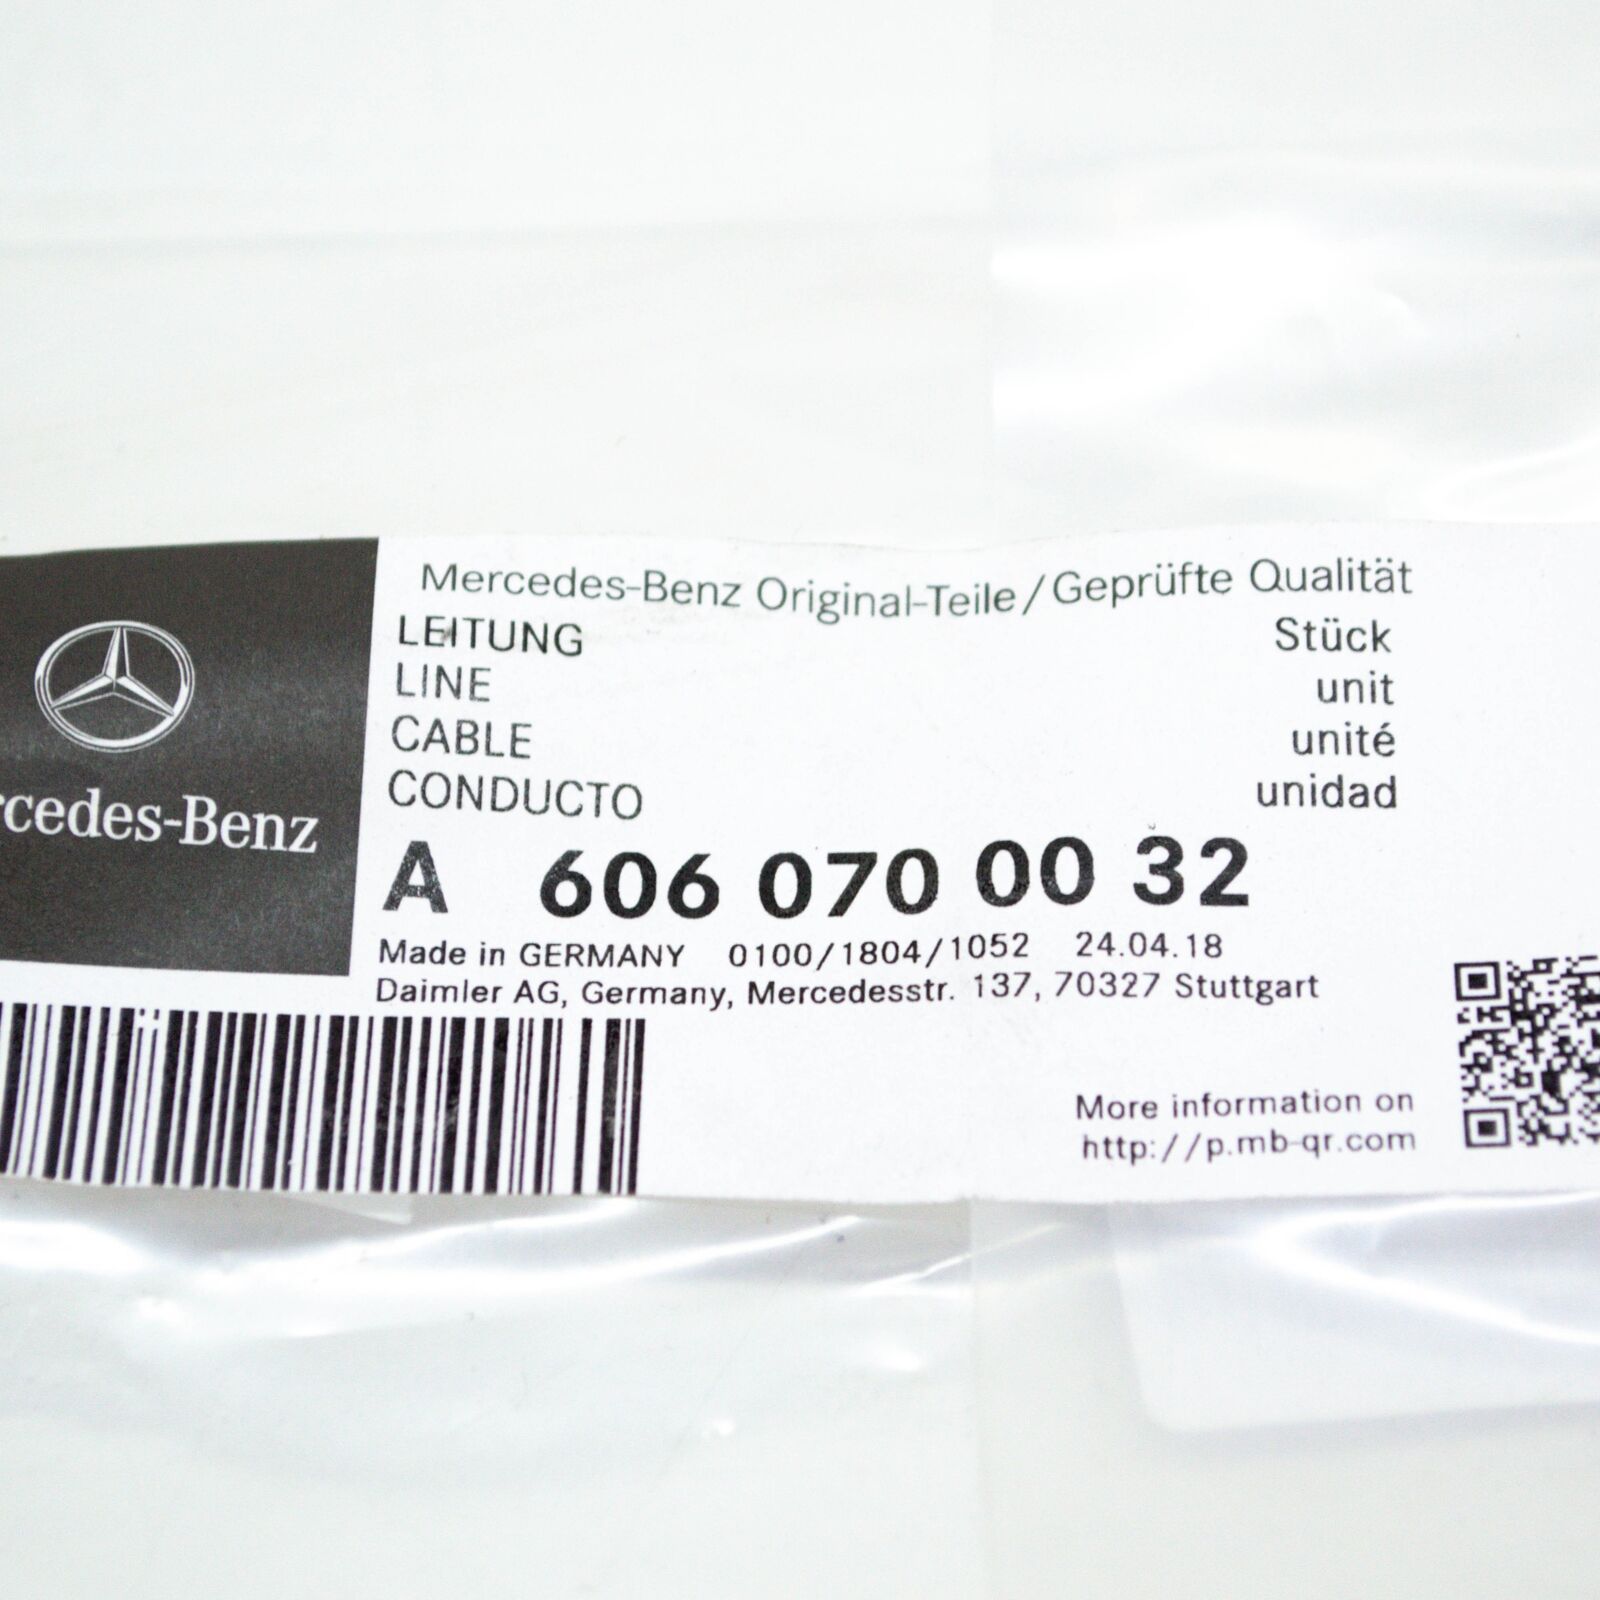 Mercedes-Benz Original-Teile/Geprüfte Qualität
LEITUNG Stück
LINE unit
CABLE unité
CONDUCTO unidad
rcedes-Benz
A 606 070 00 32
Made in GERMANY 0100/1804/1052 24.04.18
Daimler AG, Germany, Mercedesstr. 137, 70327 Stuttgart
More information on
http://p.mb-qr.com